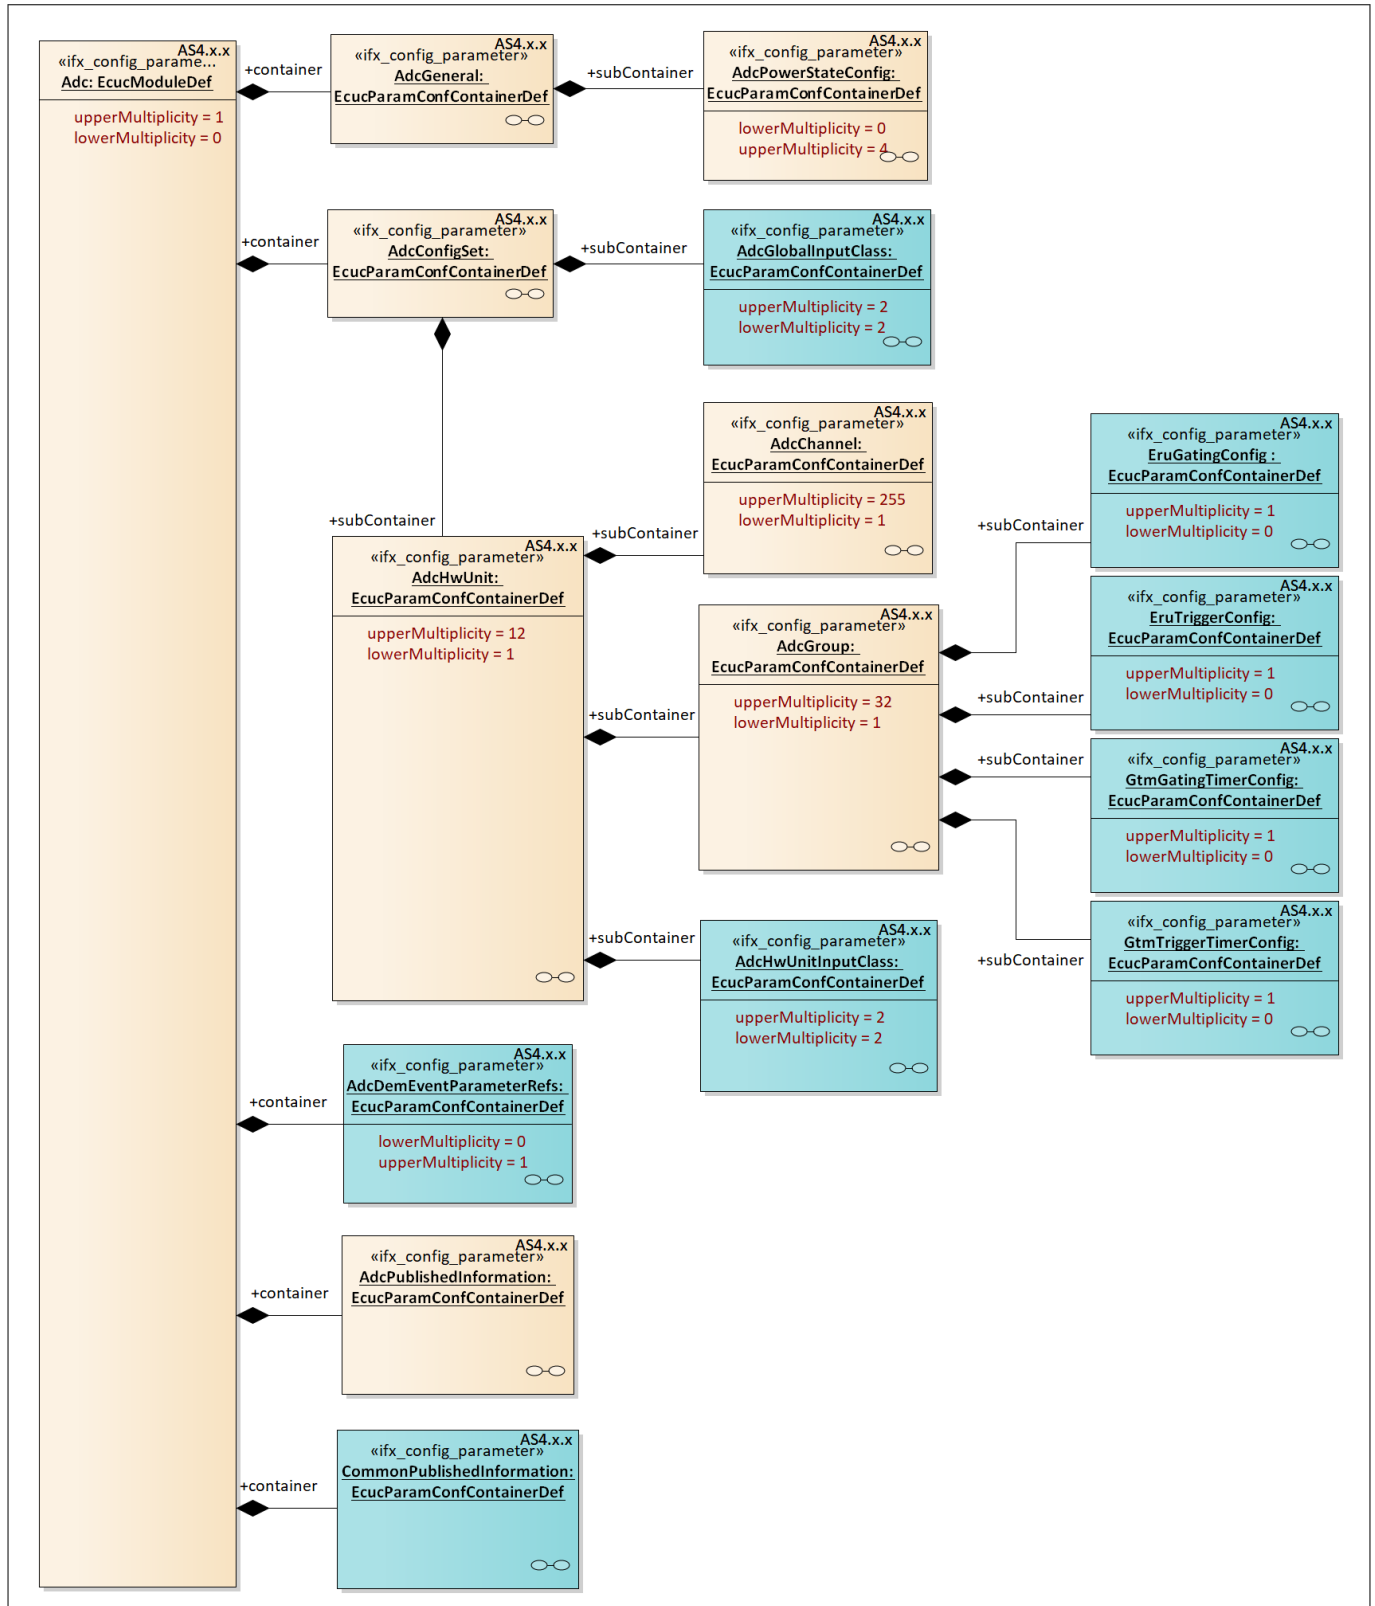 AS4.x.x
«ifx_config_parame...
Adc: EcucModuleDef
upperMultiplicity = 1
lowerMultiplicity = 0
+container
AS4.x.x
«ifx_config_parameter»
AdcGeneral:
EcucParamConfContainerDef
+subContainer
AS4.x.x
«ifx_config_parameter»
AdcPowerStateConfig:
EcucParamConfContainerDef
lowerMultiplicity = 0
upperMultiplicity = 4
+container
AS4.x.x
«ifx_config_parameter»
AdcConfigSet:
EcucParamConfContainerDef
+subContainer
AS4.x.x
«ifx_config_parameter»
AdcGlobalInputClass:
EcucParamConfContainerDef
upperMultiplicity = 2
lowerMultiplicity = 2
+subContainer
AS4.x.x
«ifx_config_parameter»
AdcHwUnit:
EcucParamConfContainerDef
upperMultiplicity = 12
lowerMultiplicity = 1
+subContainer
AS4.x.x
«ifx_config_parameter»
AdcChannel:
EcucParamConfContainerDef
upperMultiplicity = 255
lowerMultiplicity = 1
+subContainer
AS4.x.x
«ifx_config_parameter»
AdcGroup:
EcucParamConfContainerDef
upperMultiplicity = 32
lowerMultiplicity = 1
+subContainer
AS4.x.x
«ifx_config_parameter»
EruGatingConfig :
EcucParamConfContainerDef
upperMultiplicity = 1
lowerMultiplicity = 0
+subContainer
AS4.x.x
«ifx_config_parameter»
EruTriggerConfig:
EcucParamConfContainerDef
upperMultiplicity = 1
lowerMultiplicity = 0
+subContainer
AS4.x.x
«ifx_config_parameter»
GtmGatingTimerConfig:
EcucParamConfContainerDef
upperMultiplicity = 1
lowerMultiplicity = 0
+subContainer
AS4.x.x
«ifx_config_parameter»
GtmTriggerTimerConfig:
EcucParamConfContainerDef
upperMultiplicity = 1
lowerMultiplicity = 0
+subContainer
AS4.x.x
«ifx_config_parameter»
AdcHwUnitInputClass:
EcucParamConfContainerDef
upperMultiplicity = 2
lowerMultiplicity = 2
+container
AS4.x.x
«ifx_config_parameter»
AdcDemEventParameterRefs:
EcucParamConfContainerDef
lowerMultiplicity = 0
upperMultiplicity = 1
+container
AS4.x.x
«ifx_config_parameter»
AdcPublishedInformation:
EcucParamConfContainerDef
+container
AS4.x.x
«ifx_config_parameter»
CommonPublishedInformation:
EcucParamConfContainerDef